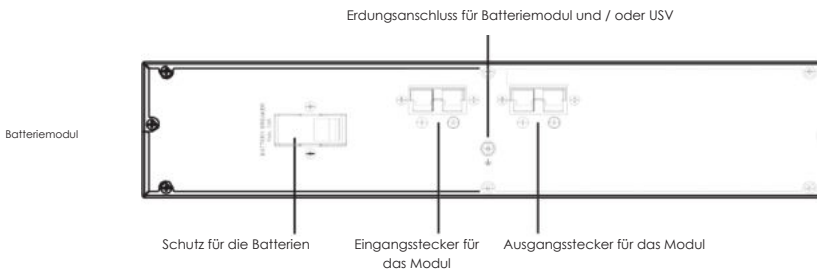 Erdungsanschluss für Batteriemodul und / oder USV
Batteriemodul
Schutz für die Batterien
Eingangsstecker für
das Modul
Ausgangsstecker für das Modul